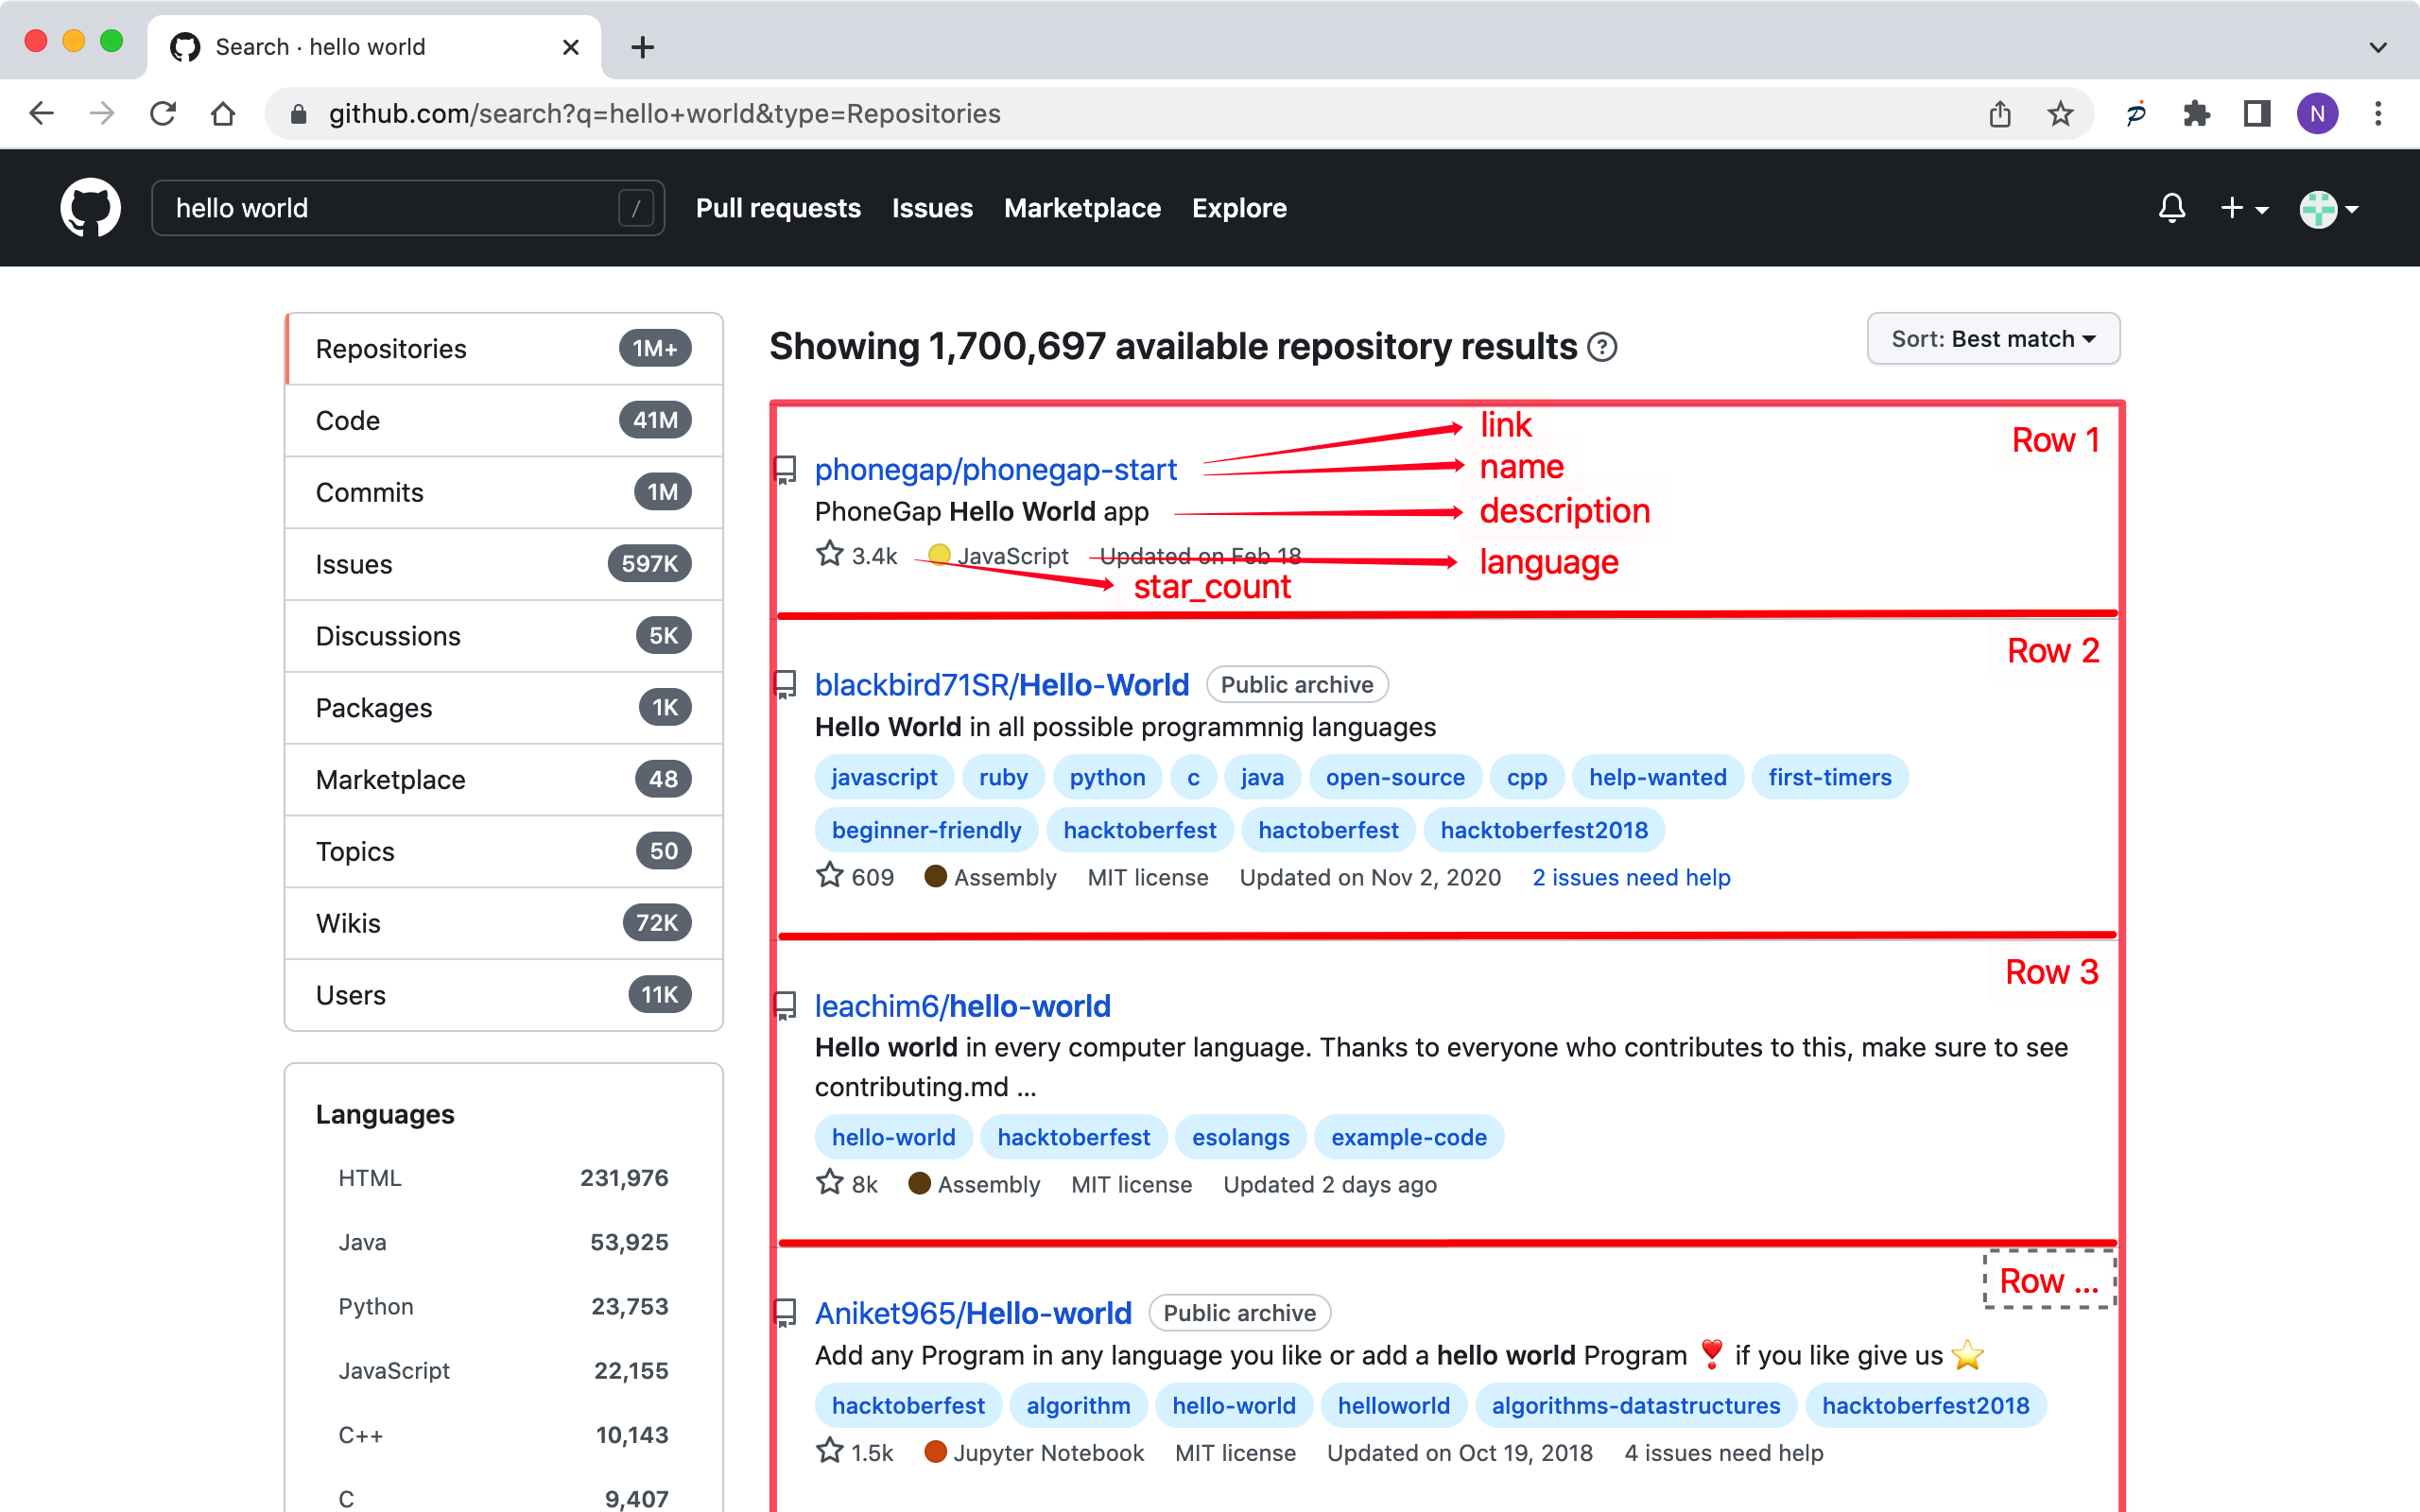 Search · hello world
github.com/search?q=hello+world&type=Repositories
N
hello world
/
Pull requests
Issues
Marketplace
Explore
Repositories 1M+
Code 41M
Commits 1M
Issues 597K
Discussions 5K
Packages 1K
Marketplace 48
Topics 50
Wikis 72K
Users 11K
Languages
HTML 231,976
Java 53,925
Python 23,753
JavaScript 22,155
C++ 10,143
C 9,407
Showing 1,700,697 available repository results ?
Sort: Best match
Row 1
link
phonegap/phonegap-start
name
PhoneGap Hello World app
description
3.4k JavaScript Updated on Feb 18
language
star_count
Row 2
blackbird71SR/Hello-World Public archive
Hello World in all possible programmnig languages
javascript ruby python c java open-source cpp help-wanted first-timers
beginner-friendly hacktoberfest hactoberfest hacktoberfest2018
609 Assembly MIT license Updated on Nov 2, 2020 2 issues need help
Row 3
leachim6/hello-world
Hello world in every computer language. Thanks to everyone who contributes to this, make sure to see
contributing.md ...
hello-world hacktoberfest esolangs example-code
8k Assembly MIT license Updated 2 days ago
Row ...
Aniket965/Hello-world Public archive
Add any Program in any language you like or add a hello world Program ❣️ if you like give us ⭐
hacktoberfest algorithm hello-world helloworld algorithms-datastructures hacktoberfest2018
1.5k Jupyter Notebook MIT license Updated on Oct 19, 2018 4 issues need help